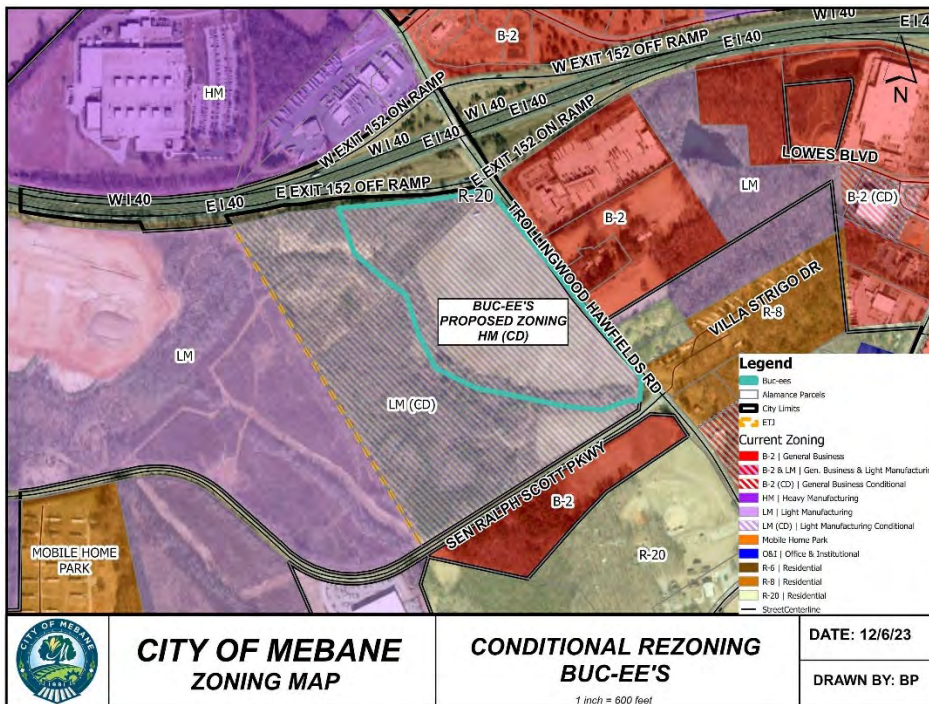 B-2
W I 40
E I 40
W EXIT 152 OFF RAMP
E I 40
HM
W EXIT 152 ON RAMP
W I 40
E I 40
W I 40
E I 40
E EXIT 152 ON RAMP
N
LOWES BLVD
W I 40
E I 40
E EXIT 152 OFF RAMP
R-20
LM
B-2 (CD)
TROLLINGWOOD HAWFIELDS RD
B-2
BUC-EE'S
PROPOSED ZONING
HM (CD)
VILLA STRIGO DR
R-8
LM
LM (CD)
SEN RALPH SCOTT PKWY
B-2
R-20
MOBILE HOME
PARK
Legend
Buc-ees
Alamance Parcels
City Limits
ETJ
Current Zoning
B-2 | General Business
B-2 & LM | Gen. Business & Light Manufacturin
B-2 (CD) | General Business Conditional
HM | Heavy Manufacturing
LM | Light Manufacturing
LM (CD) | Light Manufacturing Conditional
Mobile Home Park
O&I | Office & Institutional
R-6 | Residential
R-8 | Residential
R-20 | Residential
StreetCenterline
CITY OF MEBANE
1881
CITY OF MEBANE
ZONING MAP
CONDITIONAL REZONING
BUC-EE'S
1 inch = 600 feet
DATE: 12/6/23
DRAWN BY: BP